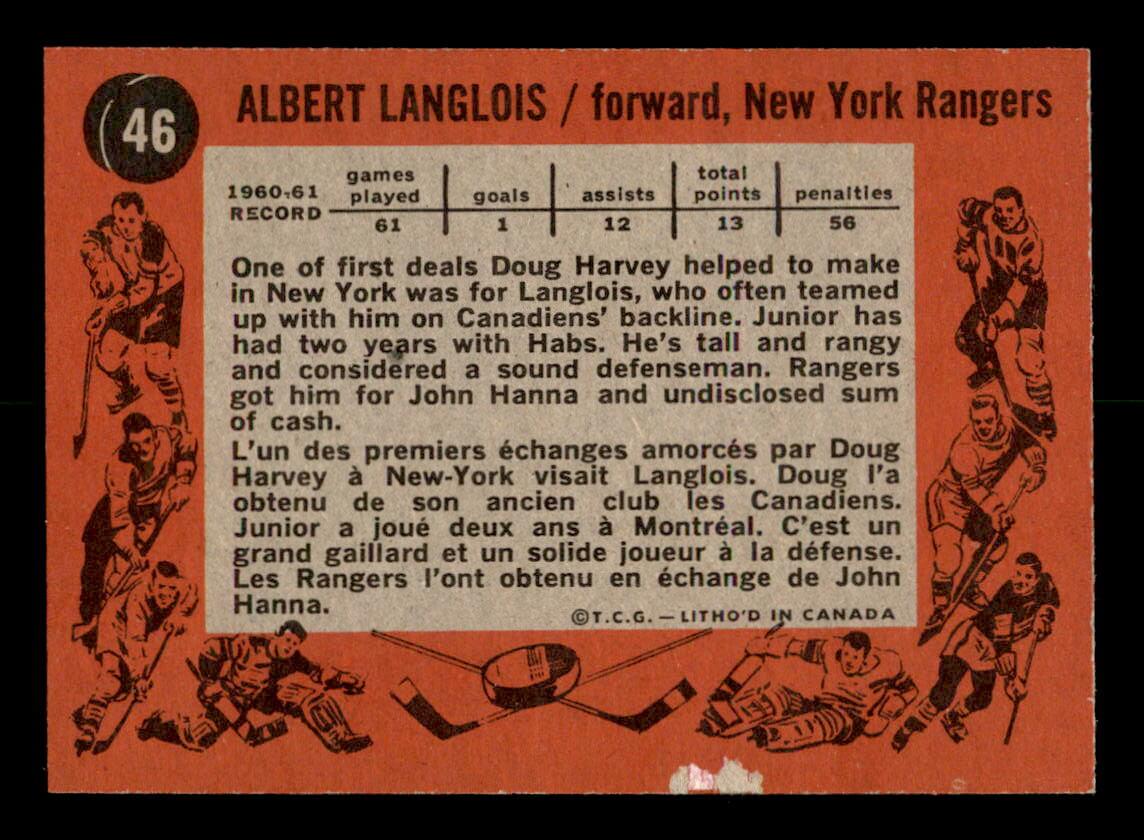 46
ALBERT LANGLOIS / forward, New York Rangers
1960-61 RECORD
games played goals assists total points penalties
61 1 12 13 56
One of first deals Doug Harvey helped to make
in New York was for Langlois, who often teamed
up with him on Canadiens' backline. Junior has
had two years with Habs. He's tall and rangy
and considered a sound defenseman. Rangers
got him for John Hanna and undisclosed sum
of cash.
L'un des premiers échanges amorcés par Doug
Harvey à New-York visait Langlois. Doug l'a
obtenu de son ancien club les Canadiens.
Junior a joué deux ans à Montréal. C'est un
grand gaillard et un solide joueur à la défense.
Les Rangers l'ont obtenu en échange de John
Hanna.
©T.C.G. — LITHO'D IN CANADA